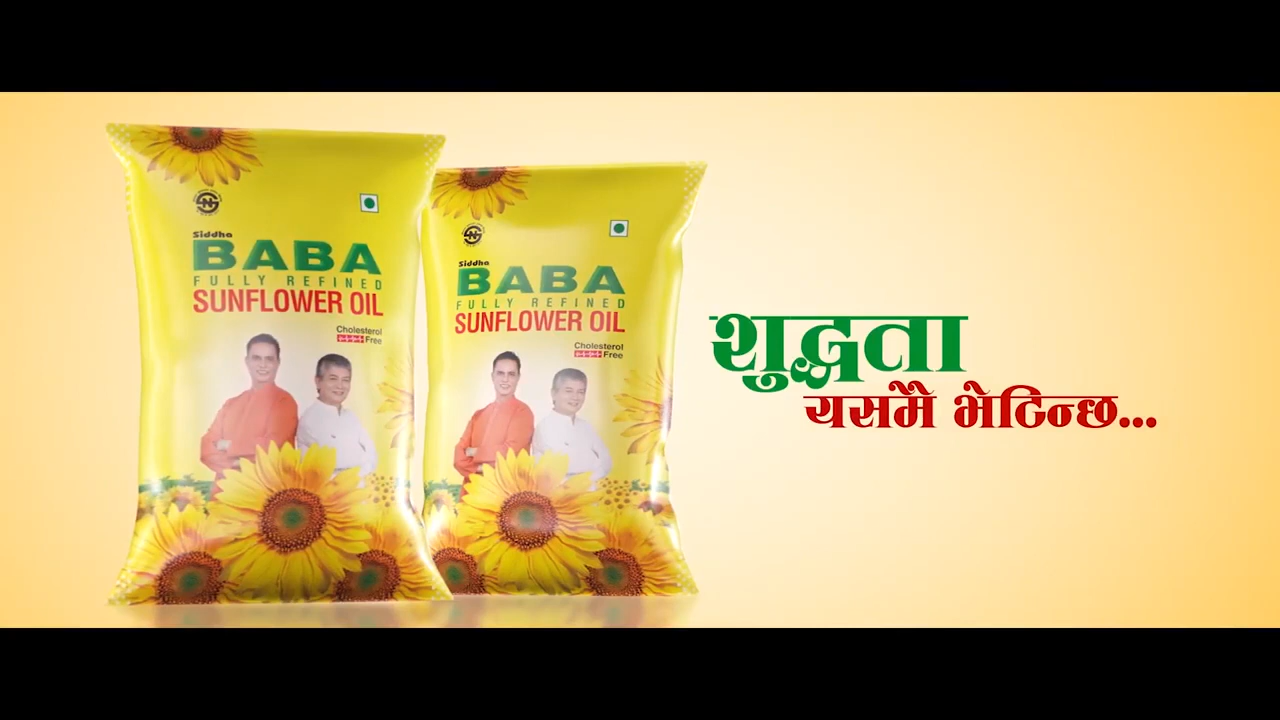 Siddha
BABA
FULLY REFINED
SUNFLOWER OIL
Cholesterol
Free
Siddha
BABA
FULLY REFINED
SUNFLOWER OIL
Cholesterol
Free
शुद्धता
यसमै भेटिन्छ...